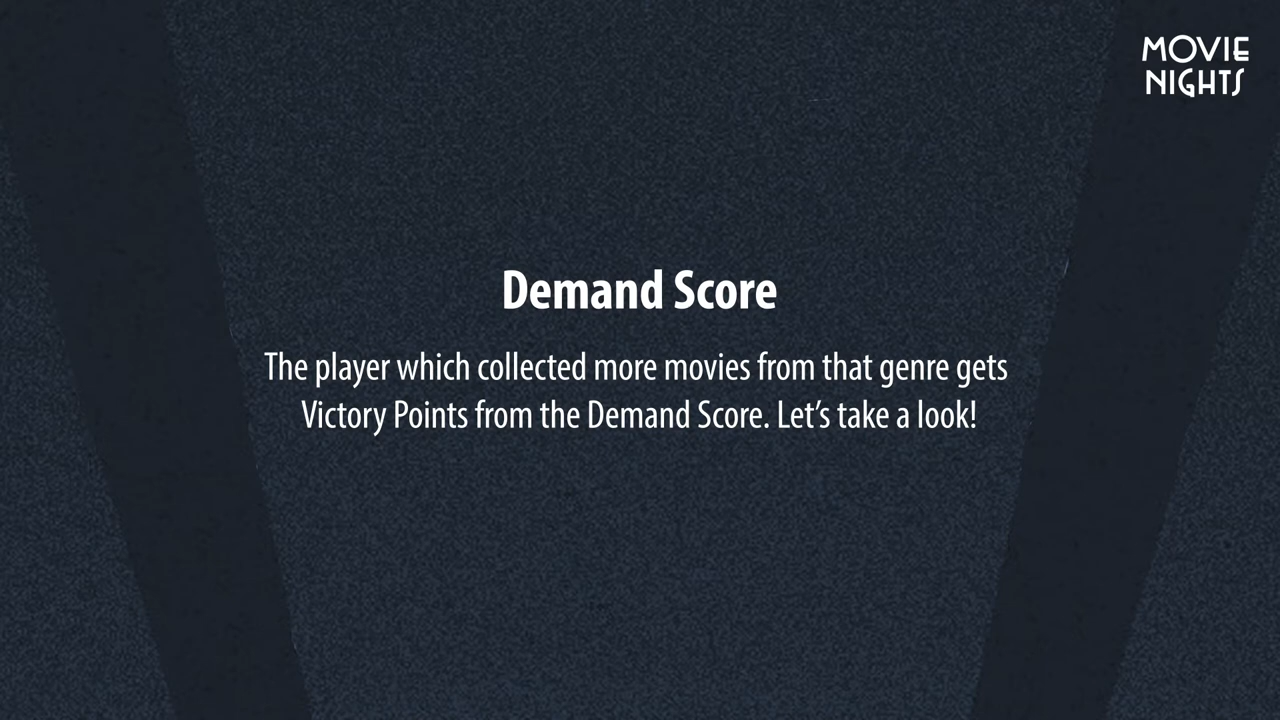 MOVIE
NIGHTS
Demand Score
The player which collected more movies from that genre gets
Victory Points from the Demand Score. Let’s take a look!